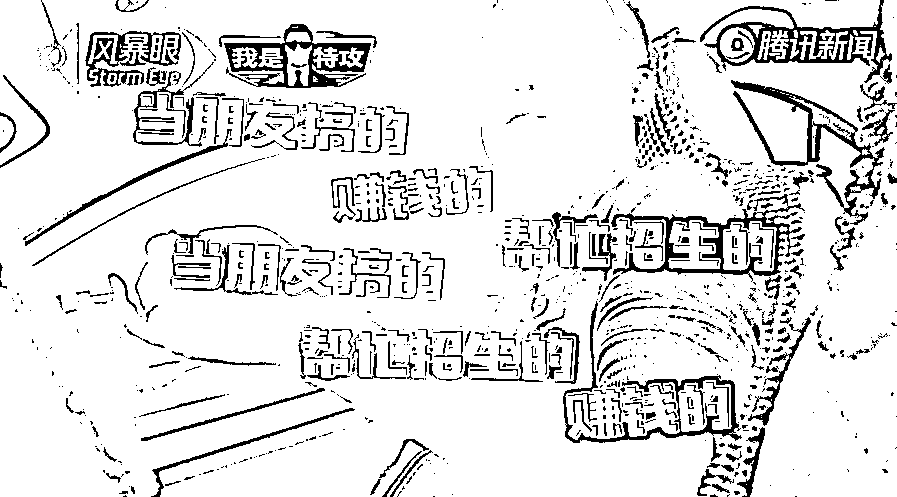 风暴眼
Storm Eye
我是特攻
腾讯新闻
当朋友搞的
赚钱的
帮忙招生的
当朋友搞的
帮忙招生的
赚钱的